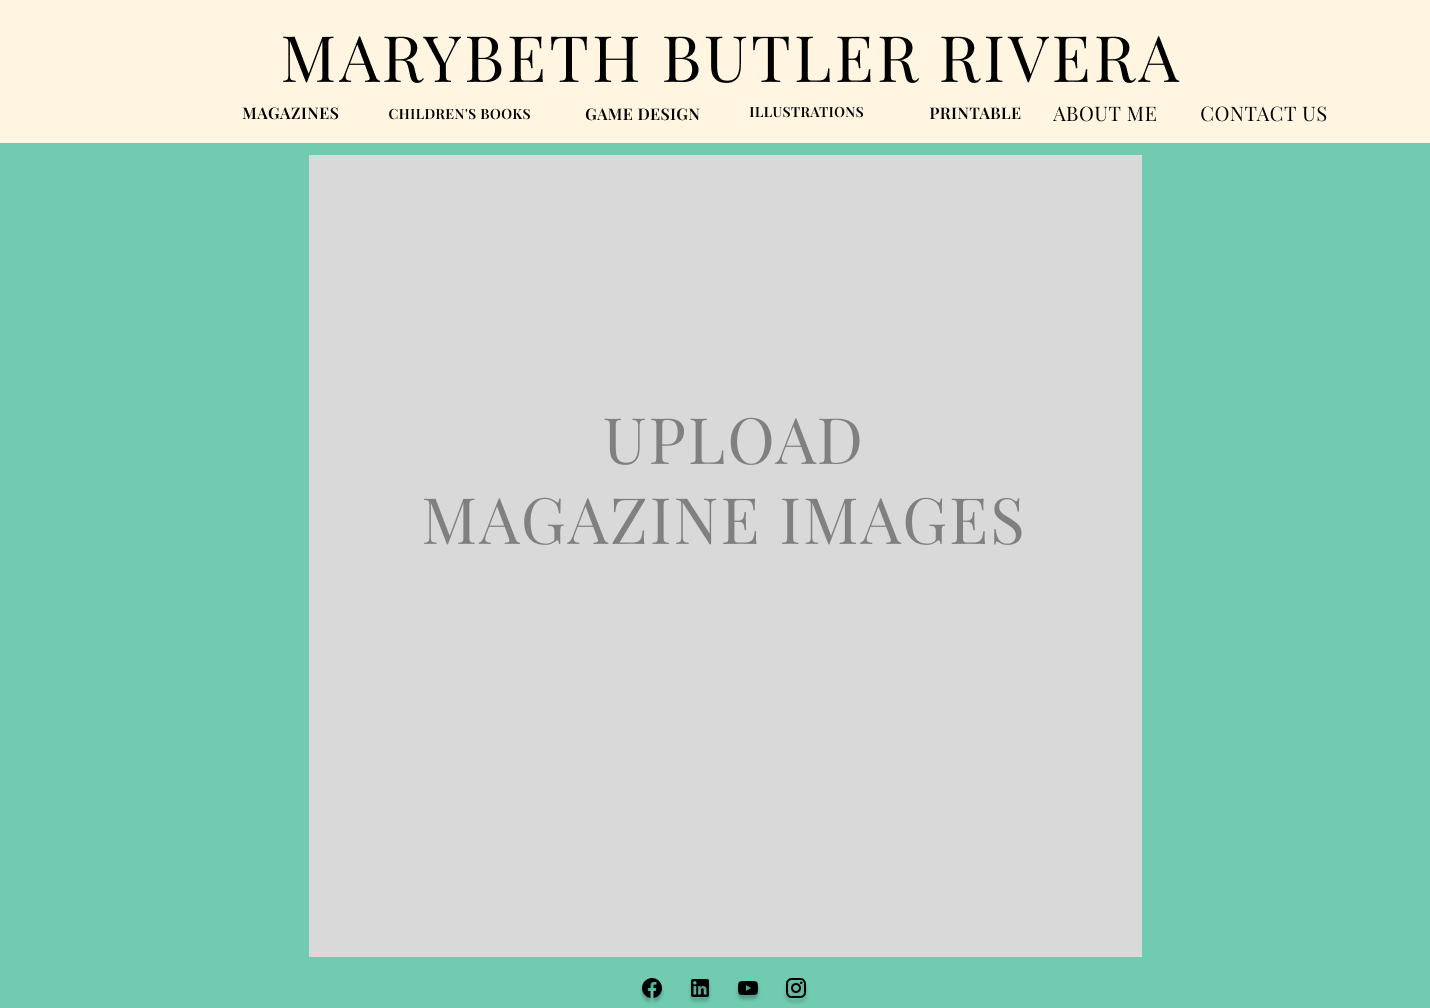 MARYBETH BUTLER RIVERA
MAGAZINES CHILDREN'S BOOKS GAME DESIGN ILLUSTRATIONS PRINTABLE ABOUT ME CONTACT US
UPLOAD
MAGAZINE IMAGES